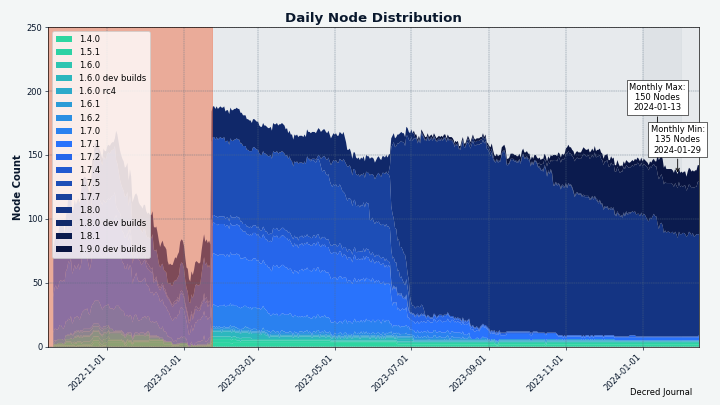 Daily Node Distribution
Node Count
250
200
150
100
50
0
1.4.0
1.5.1
1.6.0
1.6.0 dev builds
1.6.0 rc4
1.6.1
1.6.2
1.7.0
1.7.1
1.7.2
1.7.4
1.7.5
1.7.7
1.8.0
1.8.0 dev builds
1.8.1
1.9.0 dev builds
Monthly Max:
150 Nodes
2024-01-13
Monthly Min:
135 Nodes
2024-01-29
2022-11-01
2023-01-01
2023-03-01
2023-05-01
2023-07-01
2023-09-01
2023-11-01
2024-01-01
Decred Journal